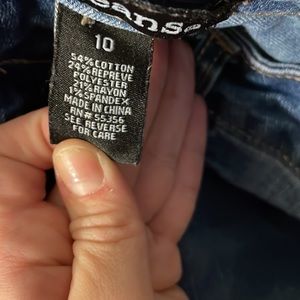 eans
10
54% COTTON
24% REPREVE
POLYESTER
21% RAYON
1% SPANDEX
MADE IN CHINA
RN# 55356
SEE REVERSE
FOR CARE